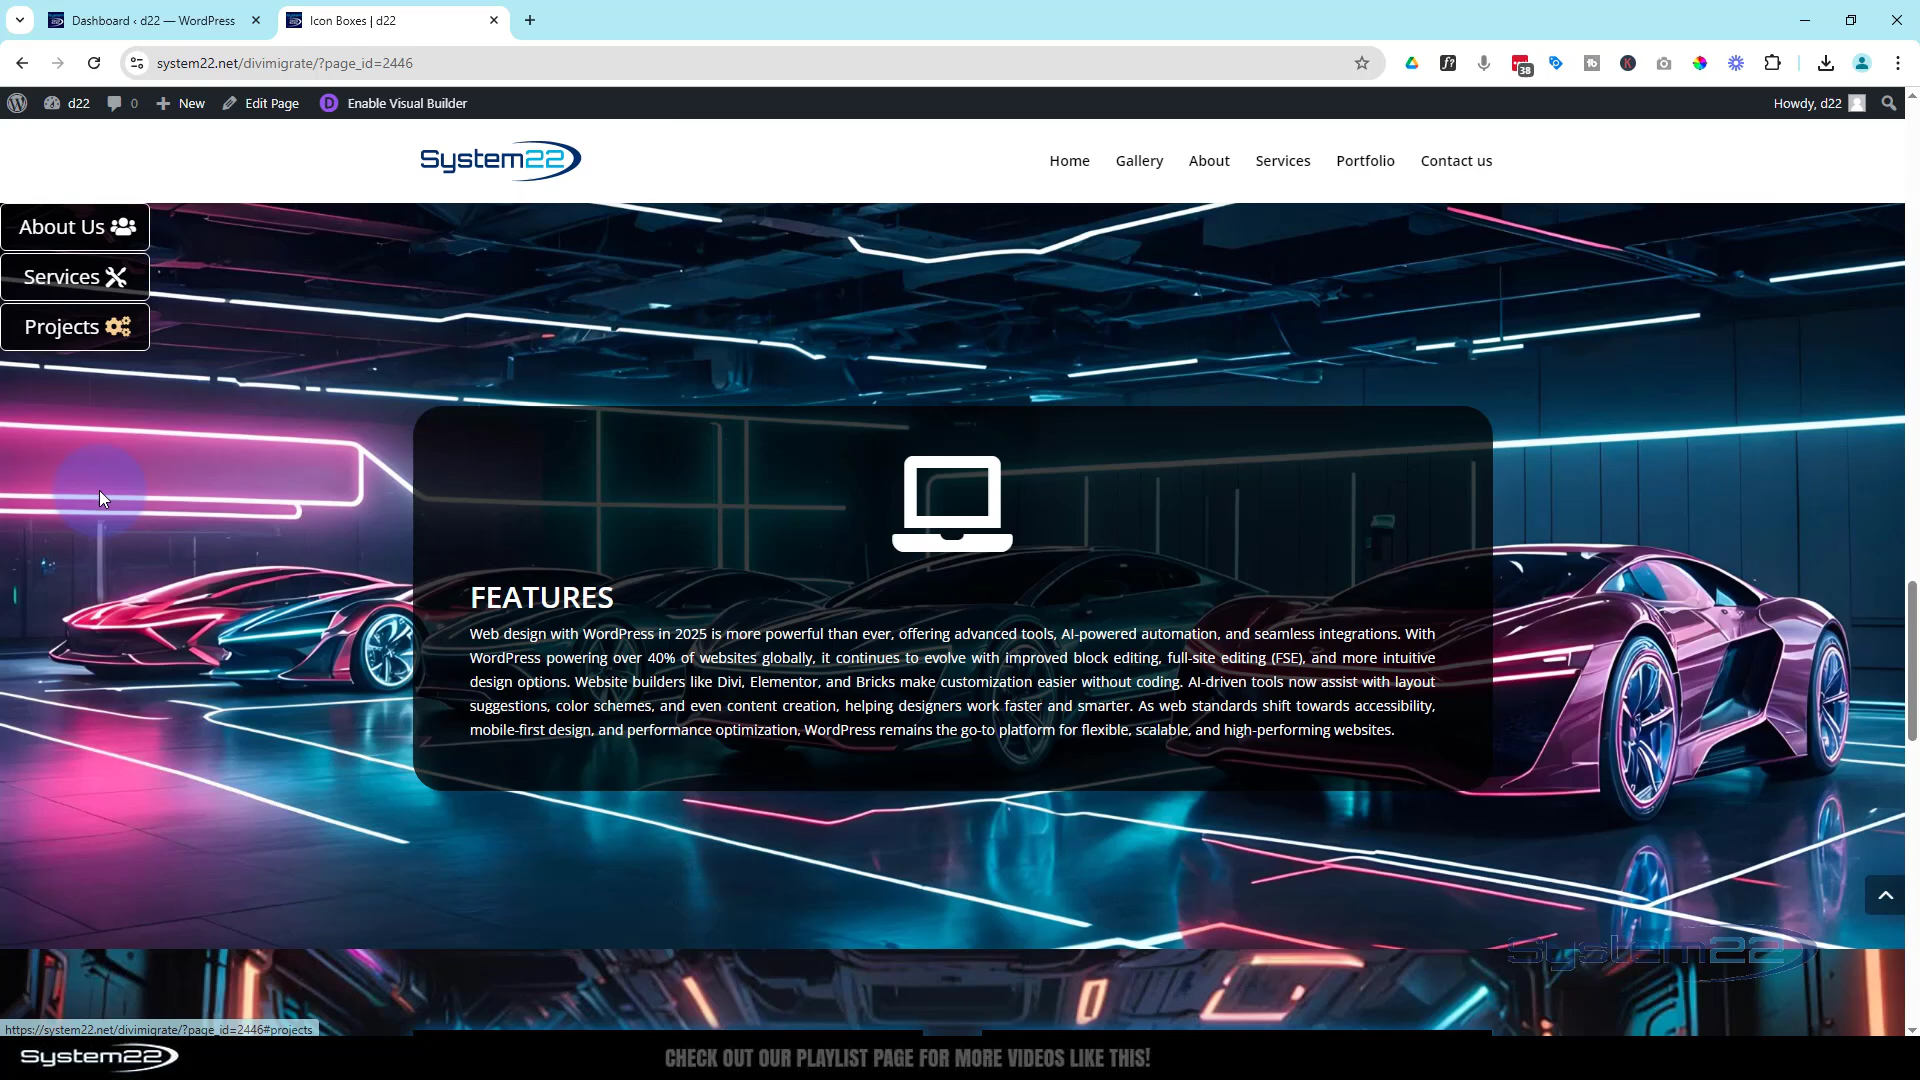 Dashboard ‹ d22 — WordPress
Icon Boxes | d22
system22.net/divimigrate/?page_id=2446
38
d22
0
New
Edit Page
D
Enable Visual Builder
Howdy, d22
System22
Home
Gallery
About
Services
Portfolio
Contact us
About Us
Services
Projects
FEATURES
Web design with WordPress in 2025 is more powerful than ever, offering advanced tools, AI-powered automation, and seamless integrations. With
WordPress powering over 40% of websites globally, it continues to evolve with improved block editing, full-site editing (FSE), and more intuitive
design options. Website builders like Divi, Elementor, and Bricks make customization easier without coding. AI-driven tools now assist with layout
suggestions, color schemes, and even content creation, helping designers work faster and smarter. As web standards shift towards accessibility,
mobile-first design, and performance optimization, WordPress remains the go-to platform for flexible, scalable, and high-performing websites.
System22
https://system22.net/divimigrate/?page_id=2446#projects
System22
CHECK OUT OUR PLAYLIST PAGE FOR MORE VIDEOS LIKE THIS!